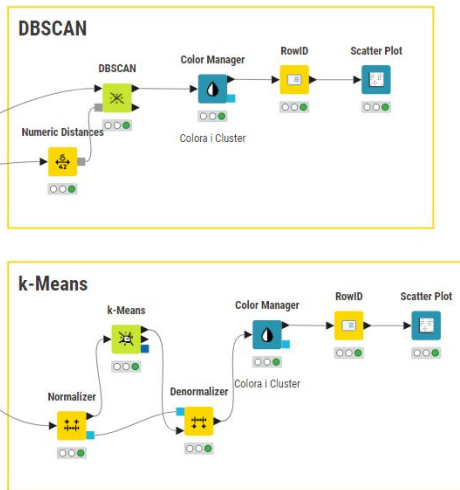 DBSCAN
DBSCAN
Color Manager
RowID
Scatter Plot
Numeric Distances
Colora i Cluster
k-Means
k-Means
Color Manager
RowID
Scatter Plot
Normalizer
Denormalizer
Colora i Cluster